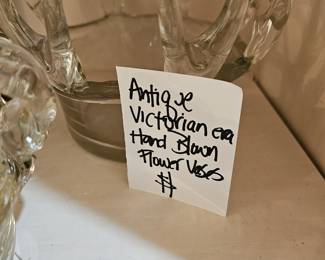 Antique
Victorian era
Hand Blown
Flower Vases
#